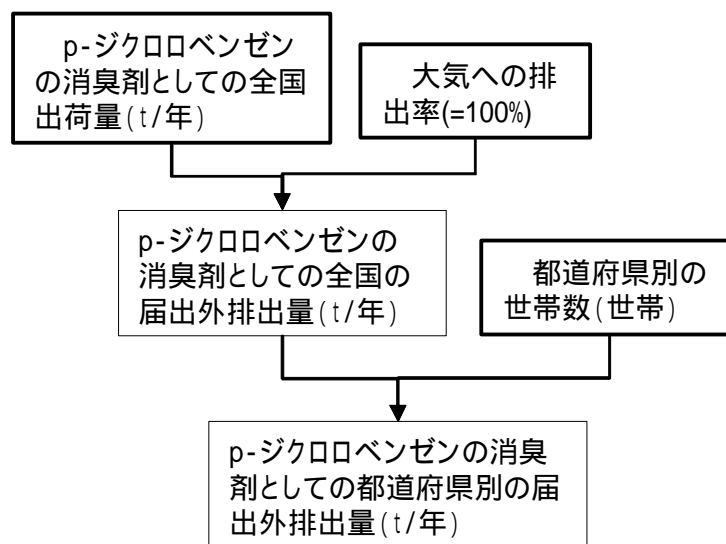 p-ジクロロベンゼン
の消臭剤としての全国
出荷量(t/年)
大気への排
出率(=100%)
p-ジクロロベンゼンの
消臭剤としての全国の
届出外排出量(t/年)
都道府県別の
世帯数(世帯)
p-ジクロロベンゼンの消臭
剤としての都道府県別の届
出外排出量(t/年)